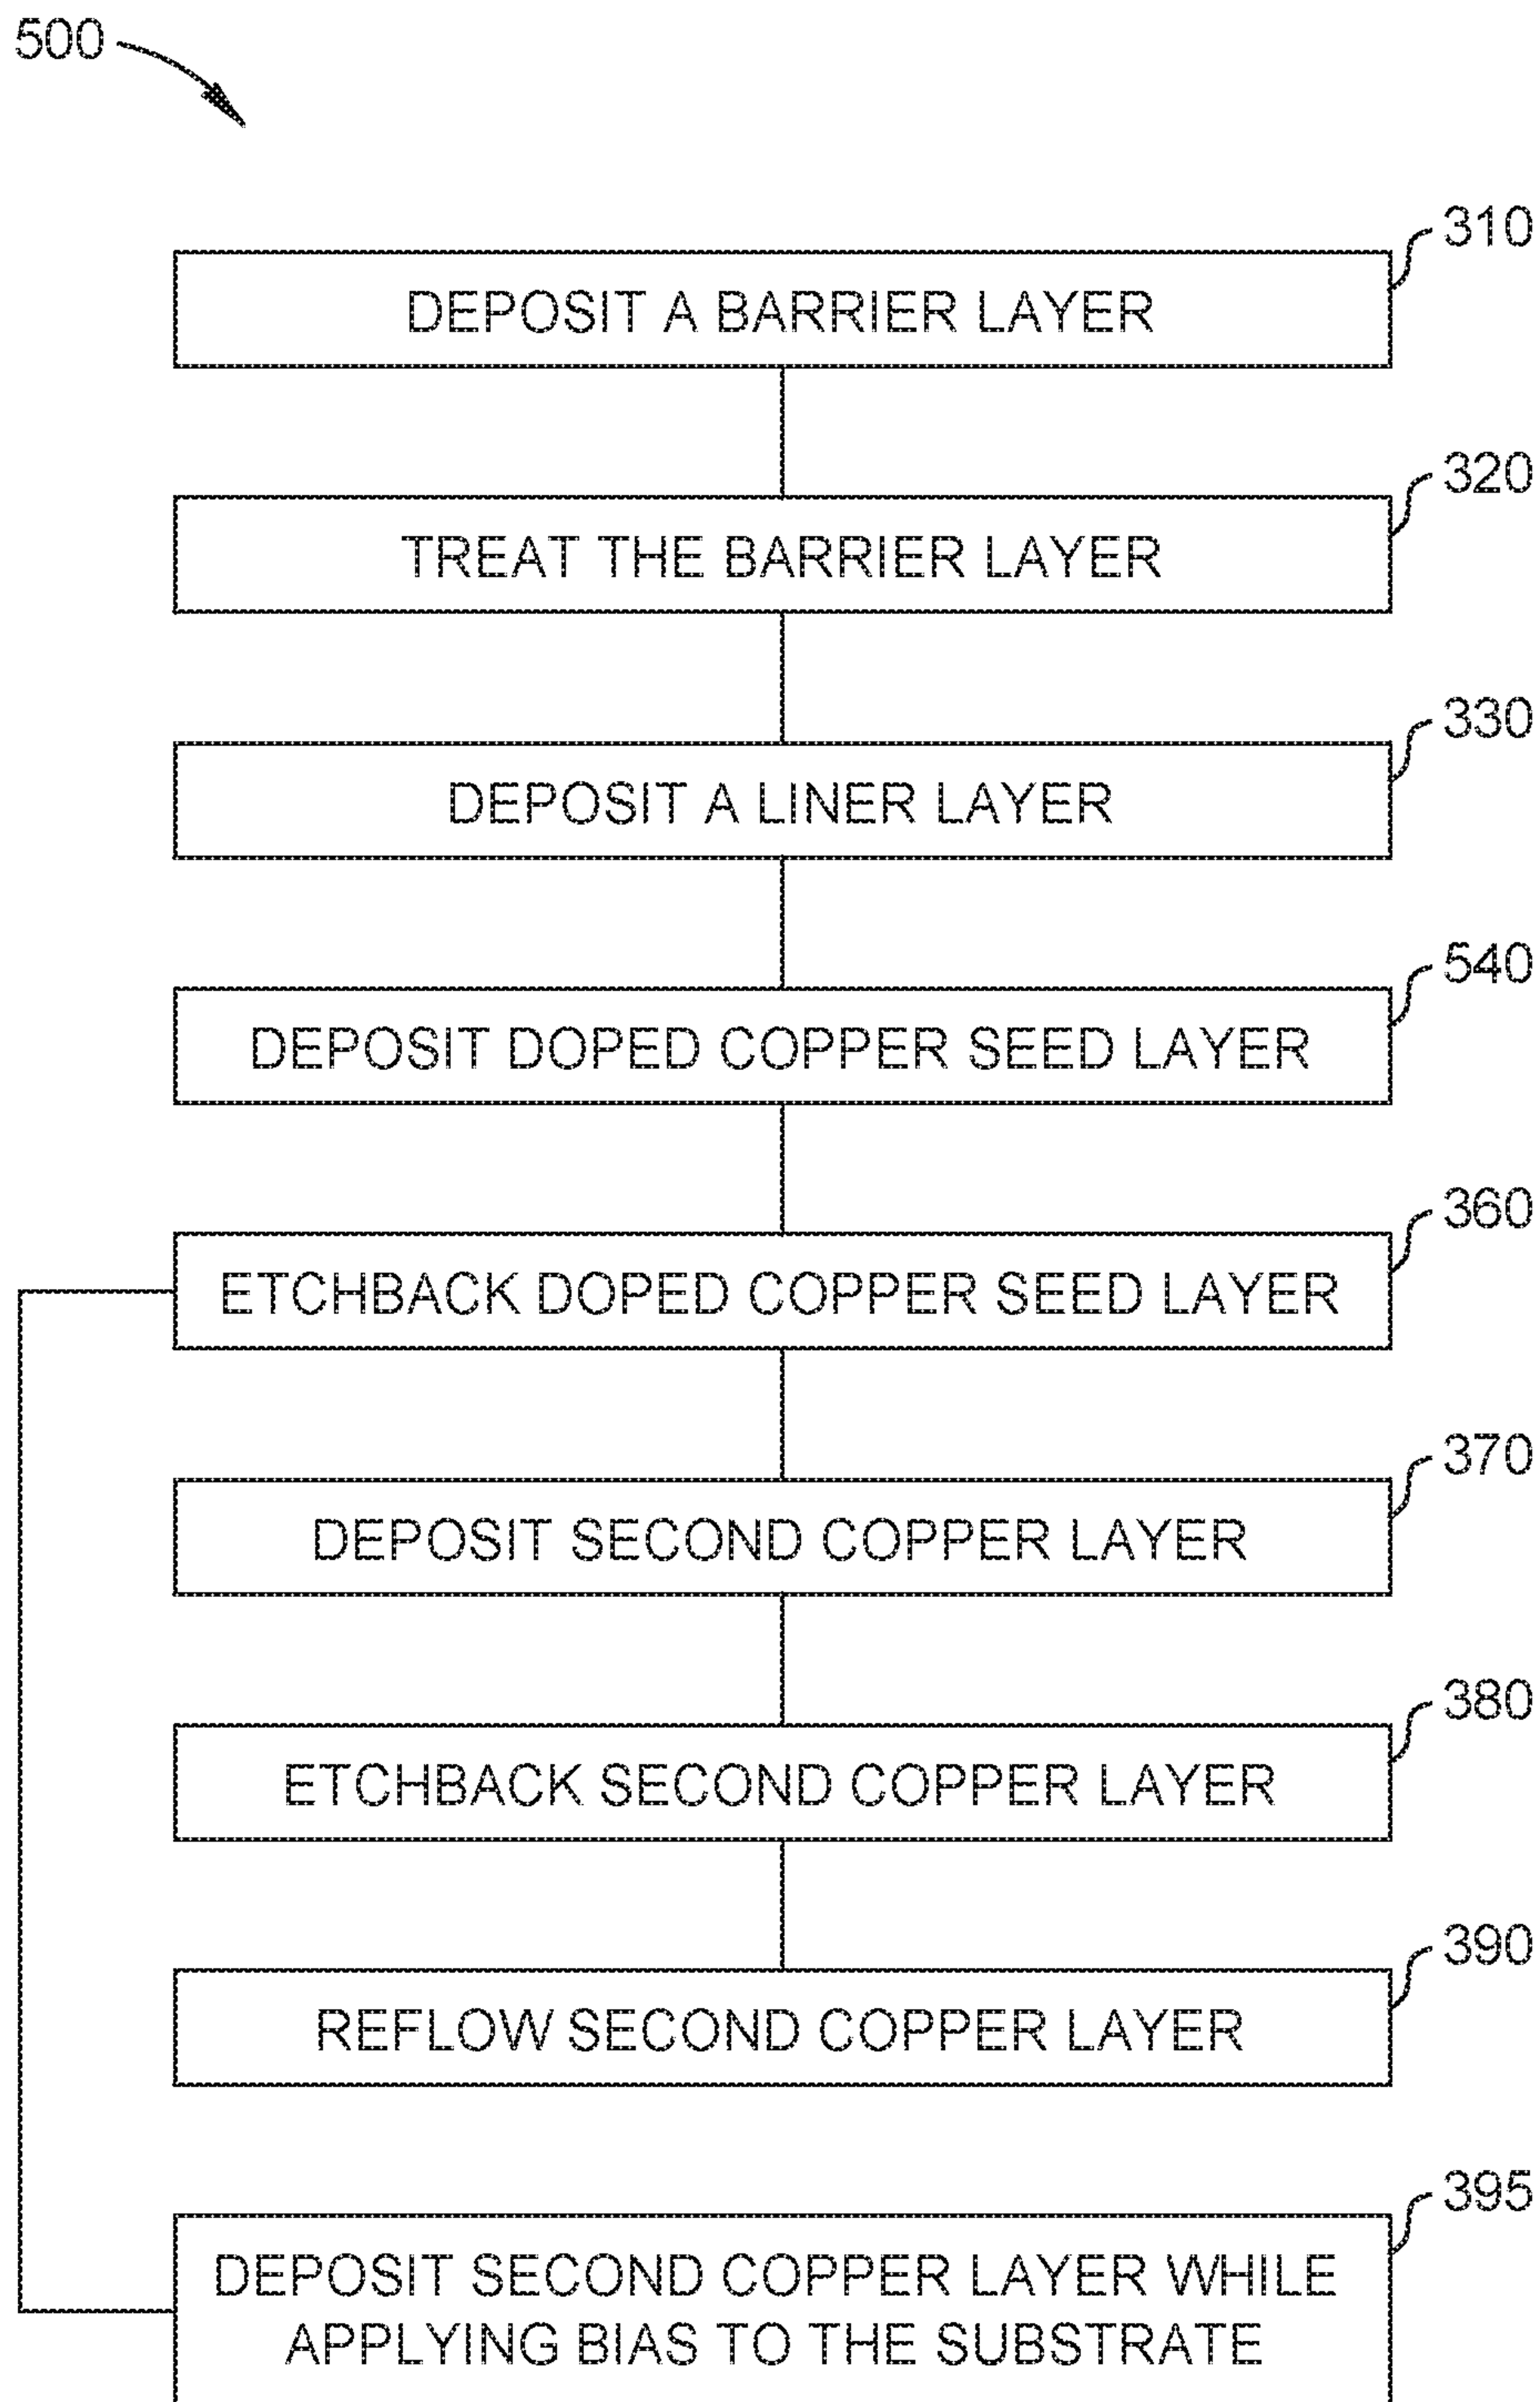 500
310
DEPOSIT A BARRIER LAYER
320
TREAT THE BARRIER LAYER
330
DEPOSIT A LINER LAYER
540
DEPOSIT DOPED COPPER SEED LAYER
360
ETCHBACK DOPED COPPER SEED LAYER
370
DEPOSIT SECOND COPPER LAYER
380
ETCHBACK SECOND COPPER LAYER
390
REFLOW SECOND COPPER LAYER
395
DEPOSIT SECOND COPPER LAYER WHILE
APPLYING BIAS TO THE SUBSTRATE